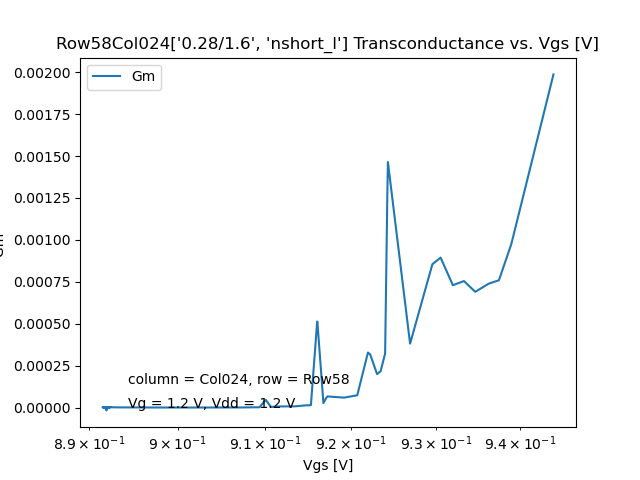 Row58Col024['0.28/1.6', 'nshort_l'] Transconductance vs. Vgs [V]
Gm
0.00200
0.00175
0.00150
0.00125
0.00100
0.00075
0.00050
0.00025
0.00000
column = Col024, row = Row58
Vg = 1.2 V, Vdd = 1.2 V
8.9 × 10⁻¹ 9 × 10⁻¹ 9.1 × 10⁻¹ 9.2 × 10⁻¹ 9.3 × 10⁻¹ 9.4 × 10⁻¹
Vgs [V]